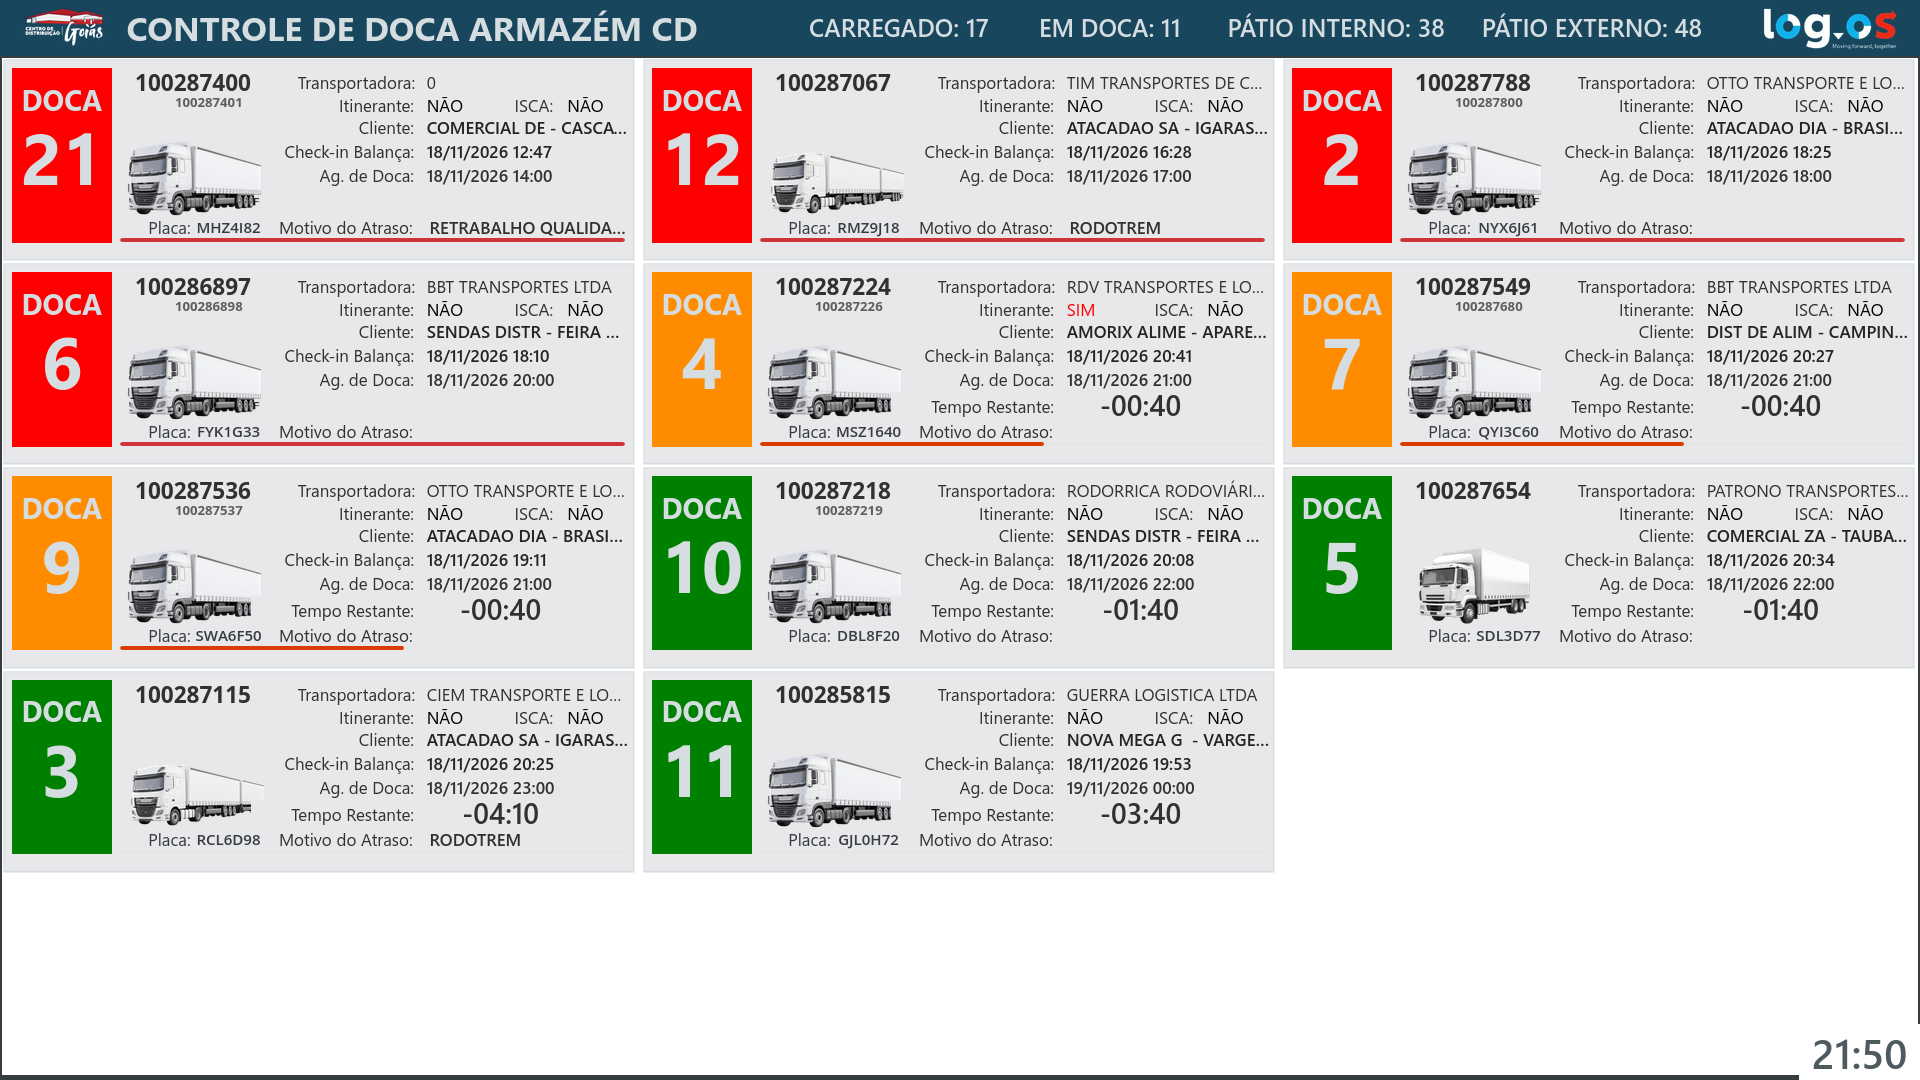 CENTRO DE DISTRIBUIÇÃO Goiás
CONTROLE DE DOCA ARMAZÉM CD
CARREGADO: 17
EM DOCA: 11
PÁTIO INTERNO: 38
PÁTIO EXTERNO: 48
log.os
Moving forward, together
DOCA
21
100287400
100287401
Transportadora: 0
Itinerante: NÃO ISCA: NÃO
Cliente: COMERCIAL DE - CASCA...
Check-in Balança: 18/11/2026 12:47
Ag. de Doca: 18/11/2026 14:00
Placa: MHZ4I82 Motivo do Atraso: RETRABALHO QUALIDA...
DOCA
12
100287067
Transportadora: TIM TRANSPORTES DE C...
Itinerante: NÃO ISCA: NÃO
Cliente: ATACADAO SA - IGARAS...
Check-in Balança: 18/11/2026 16:28
Ag. de Doca: 18/11/2026 17:00
Placa: RMZ9J18 Motivo do Atraso: RODOTREM
DOCA
2
100287788
100287800
Transportadora: OTTO TRANSPORTE E LO...
Itinerante: NÃO ISCA: NÃO
Cliente: ATACADAO DIA - BRASI...
Check-in Balança: 18/11/2026 18:25
Ag. de Doca: 18/11/2026 18:00
Placa: NYX6J61 Motivo do Atraso:
DOCA
6
100286897
100286898
Transportadora: BBT TRANSPORTES LTDA
Itinerante: NÃO ISCA: NÃO
Cliente: SENDAS DISTR - FEIRA ...
Check-in Balança: 18/11/2026 18:10
Ag. de Doca: 18/11/2026 20:00
Placa: FYK1G33 Motivo do Atraso:
DOCA
4
100287224
100287226
Transportadora: RDV TRANSPORTES E LO...
Itinerante: SIM ISCA: NÃO
Cliente: AMORIX ALIME - APARE...
Check-in Balança: 18/11/2026 20:41
Ag. de Doca: 18/11/2026 21:00
Tempo Restante: -00:40
Placa: MSZ1640 Motivo do Atraso:
DOCA
7
100287549
100287680
Transportadora: BBT TRANSPORTES LTDA
Itinerante: NÃO ISCA: NÃO
Cliente: DIST DE ALIM - CAMPIN...
Check-in Balança: 18/11/2026 20:27
Ag. de Doca: 18/11/2026 21:00
Tempo Restante: -00:40
Placa: QYI3C60 Motivo do Atraso:
DOCA
9
100287536
100287537
Transportadora: OTTO TRANSPORTE E LO...
Itinerante: NÃO ISCA: NÃO
Cliente: ATACADAO DIA - BRASI...
Check-in Balança: 18/11/2026 19:11
Ag. de Doca: 18/11/2026 21:00
Tempo Restante: -00:40
Placa: SWA6F50 Motivo do Atraso:
DOCA
10
100287218
100287219
Transportadora: RODORRICA RODOVIÁRI...
Itinerante: NÃO ISCA: NÃO
Cliente: SENDAS DISTR - FEIRA ...
Check-in Balança: 18/11/2026 20:08
Ag. de Doca: 18/11/2026 22:00
Tempo Restante: -01:40
Placa: DBL8F20 Motivo do Atraso:
DOCA
5
100287654
Transportadora: PATRONO TRANSPORTES...
Itinerante: NÃO ISCA: NÃO
Cliente: COMERCIAL ZA - TAUBA...
Check-in Balança: 18/11/2026 20:34
Ag. de Doca: 18/11/2026 22:00
Tempo Restante: -01:40
Placa: SDL3D77 Motivo do Atraso:
DOCA
3
100287115
Transportadora: CIEM TRANSPORTE E LO...
Itinerante: NÃO ISCA: NÃO
Cliente: ATACADAO SA - IGARAS...
Check-in Balança: 18/11/2026 20:25
Ag. de Doca: 18/11/2026 23:00
Tempo Restante: -04:10
Placa: RCL6D98 Motivo do Atraso: RODOTREM
DOCA
11
100285815
Transportadora: GUERRA LOGISTICA LTDA
Itinerante: NÃO ISCA: NÃO
Cliente: NOVA MEGA G - VARGE...
Check-in Balança: 18/11/2026 19:53
Ag. de Doca: 19/11/2026 00:00
Tempo Restante: -03:40
Placa: GJL0H72 Motivo do Atraso:
21:50